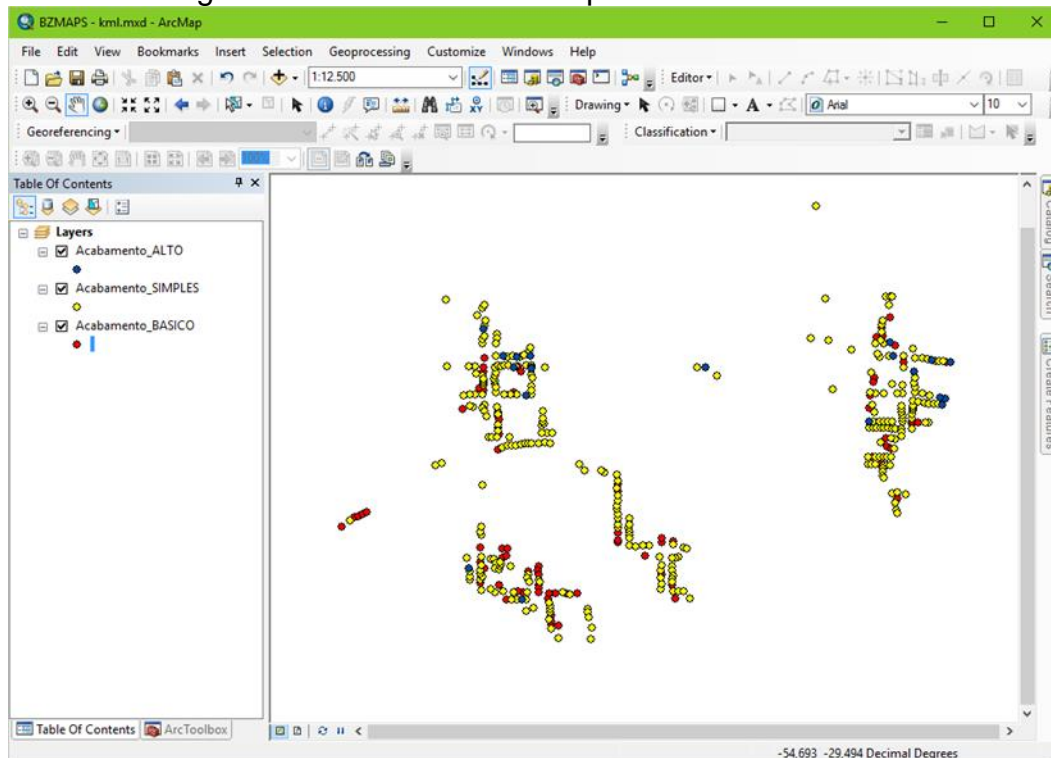 BZMAPS - kml.mxd - ArcMap
File Edit View Bookmarks Insert Selection Geoprocessing Customize Windows Help
1:12.500 Editor
Drawing A Arial 10
Georeferencing Classification
100%
Table Of Contents
Layers
Acabamento_ALTO
Acabamento_SIMPLES
Acabamento_BASICO
Catalog
Search
Create Features
Table Of Contents ArcToolbox
-54,693 -29,494 Decimal Degrees